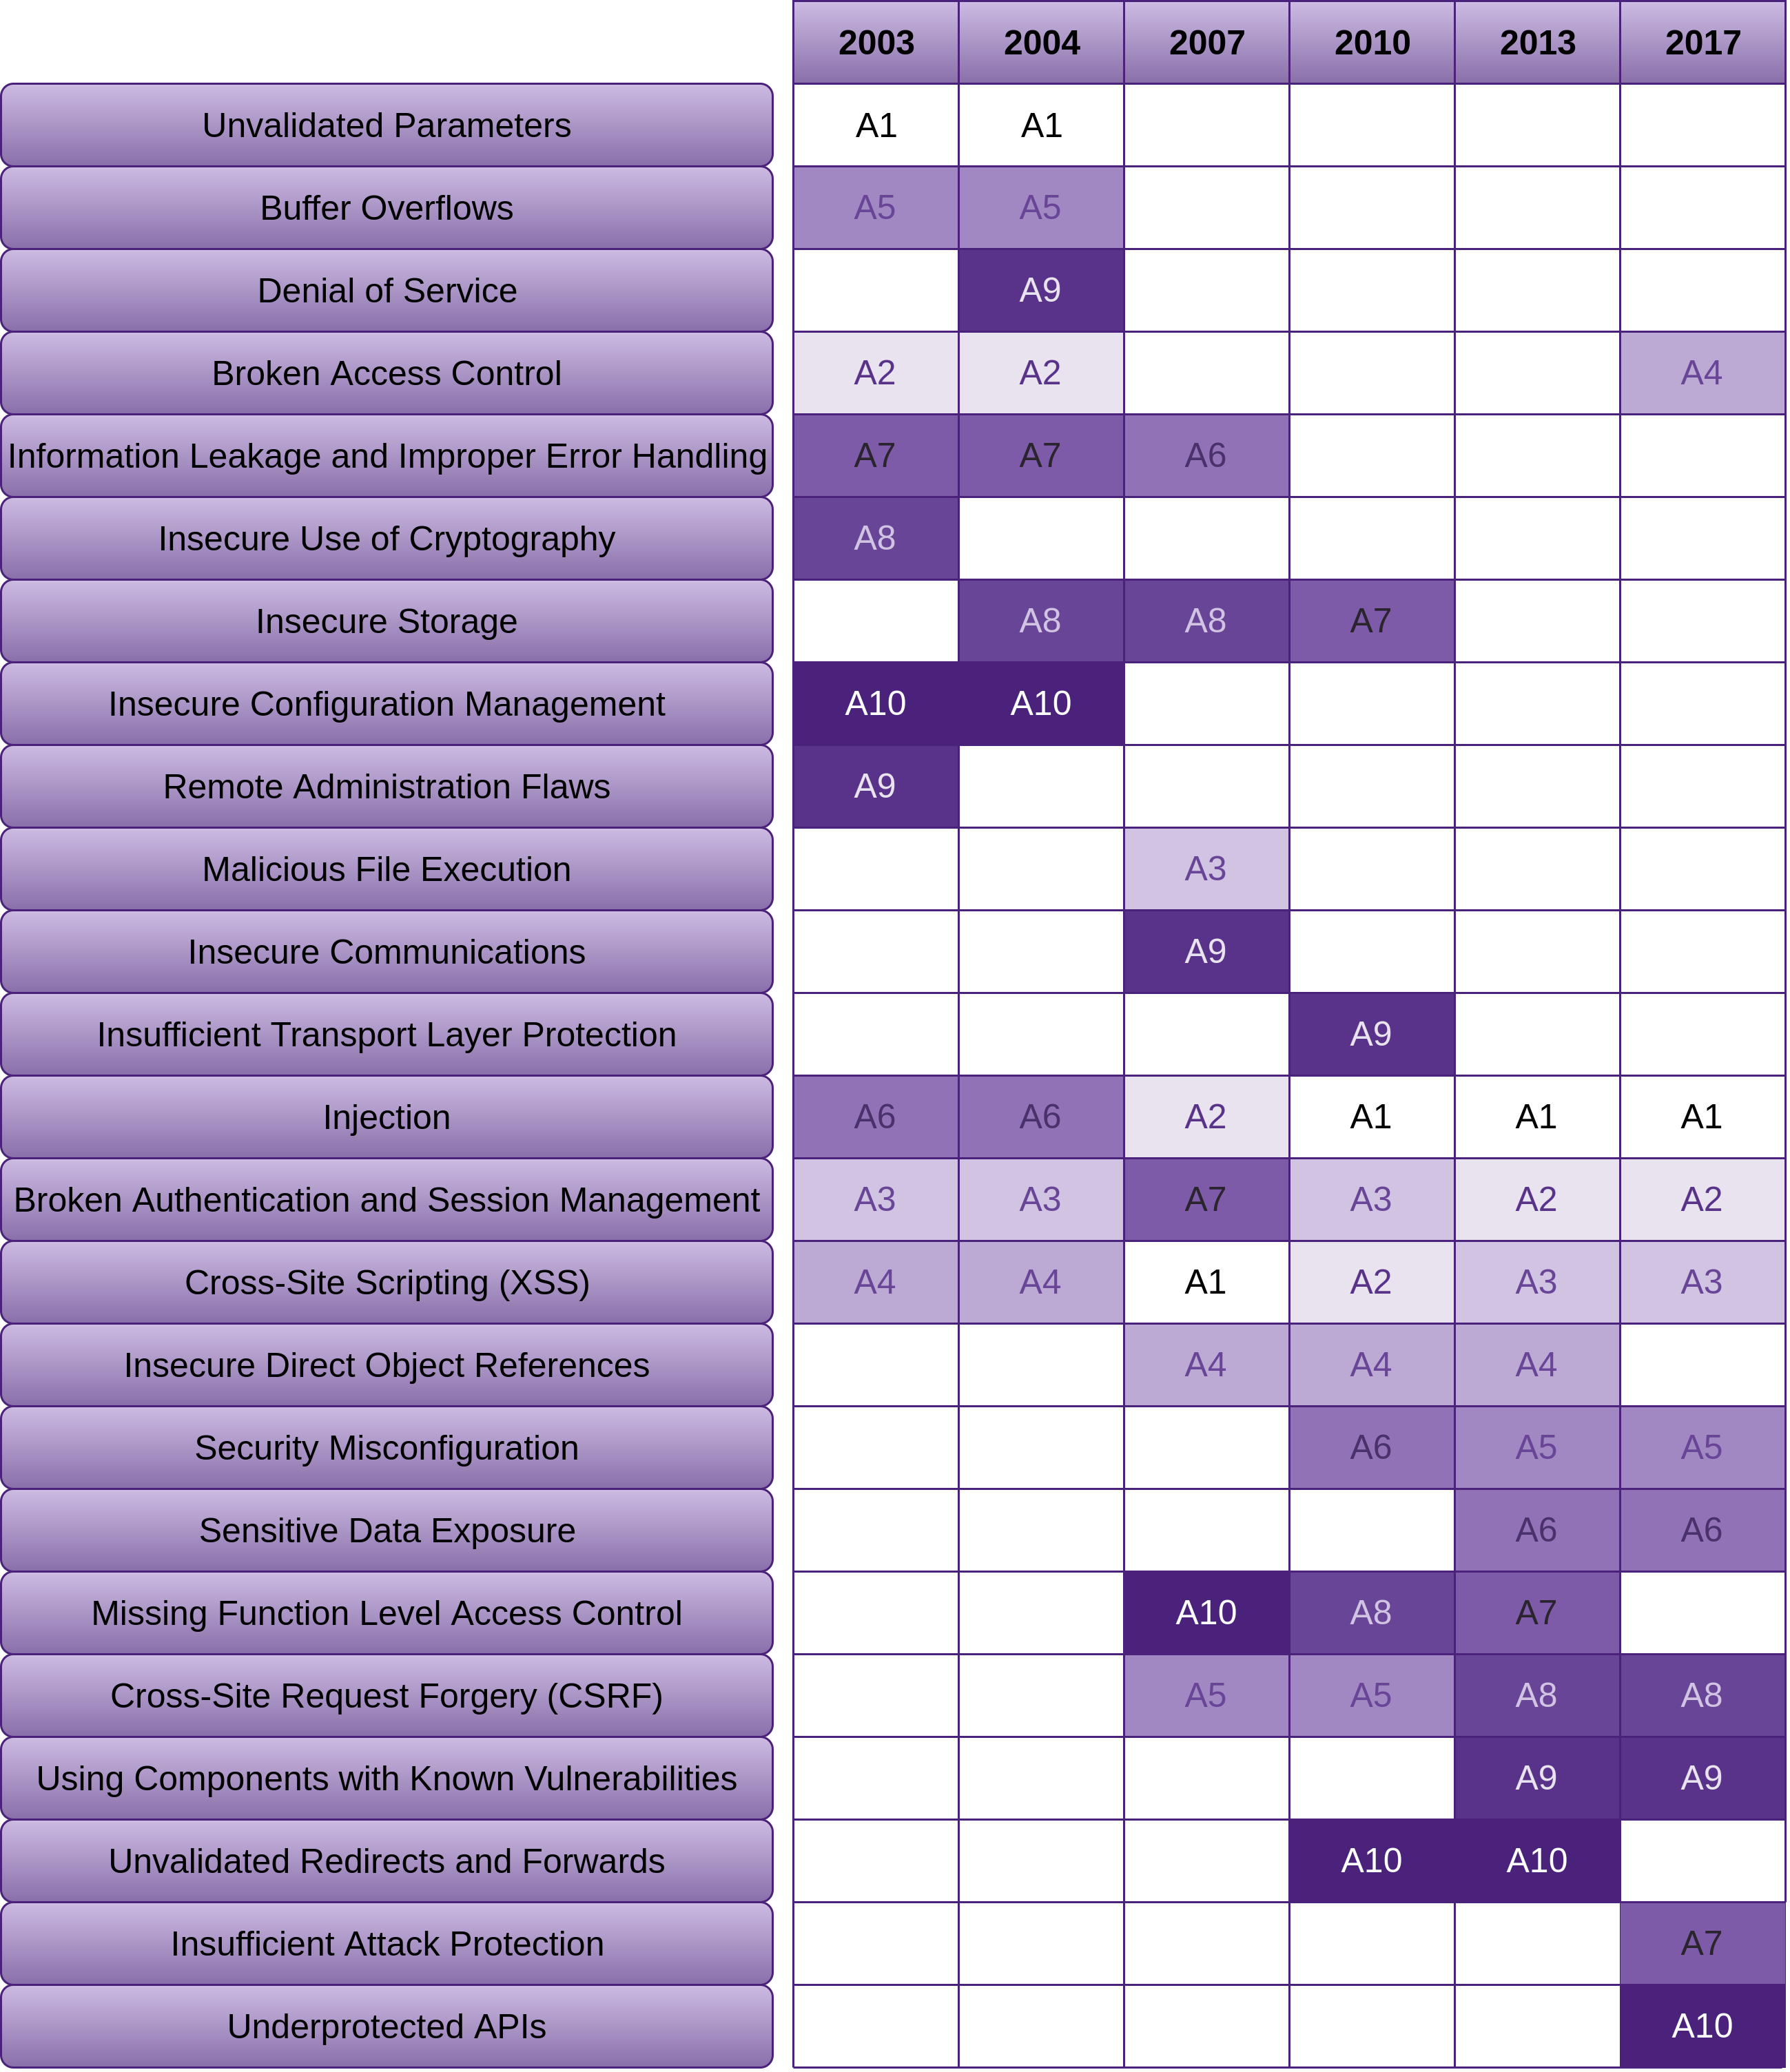 2003 2004 2007 2010 2013 2017
Unvalidated Parameters A1 A1
Buffer Overflows A5 A5
Denial of Service A9
Broken Access Control A2 A2 A4
Information Leakage and Improper Error Handling A7 A7 A6
Insecure Use of Cryptography A8
Insecure Storage A8 A8 A7
Insecure Configuration Management A10 A10
Remote Administration Flaws A9
Malicious File Execution A3
Insecure Communications A9
Insufficient Transport Layer Protection A9
Injection A6 A6 A2 A1 A1 A1
Broken Authentication and Session Management A3 A3 A7 A3 A2 A2
Cross-Site Scripting (XSS) A4 A4 A1 A2 A3 A3
Insecure Direct Object References A4 A4 A4
Security Misconfiguration A6 A5 A5
Sensitive Data Exposure A6 A6
Missing Function Level Access Control A10 A8 A7
Cross-Site Request Forgery (CSRF) A5 A5 A8 A8
Using Components with Known Vulnerabilities A9 A9
Unvalidated Redirects and Forwards A10 A10
Insufficient Attack Protection A7
Underprotected APIs A10